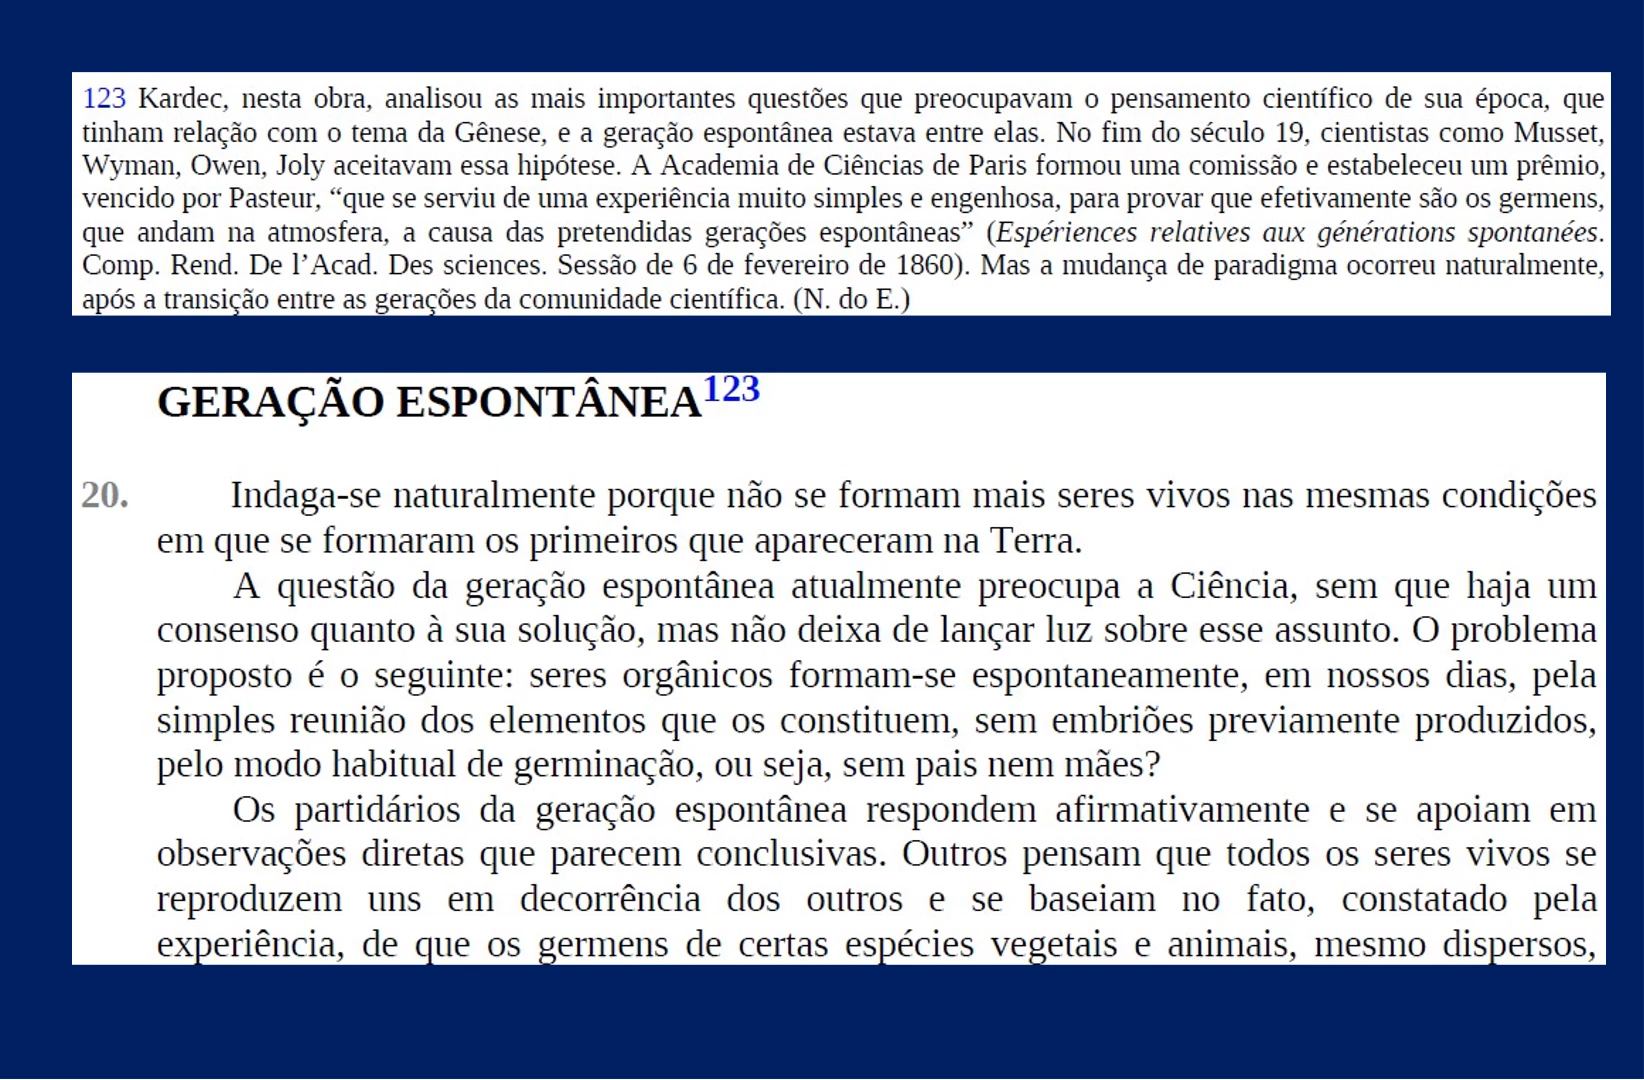 123 Kardec, nesta obra, analisou as mais importantes questões que preocupavam o pensamento científico de sua época, que
tinham relação com o tema da Gênese, e a geração espontânea estava entre elas. No fim do século 19, cientistas como Musset,
Wyman, Owen, Joly aceitavam essa hipótese. A Academia de Ciências de Paris formou uma comissão e estabeleceu um prêmio,
vencido por Pasteur, “que se serviu de uma experiência muito simples e engenhosa, para provar que efetivamente são os germens,
que andam na atmosfera, a causa das pretendidas gerações espontâneas” (Espériences relatives aux générations spontanées.
Comp. Rend. De l’Acad. Des sciences. Sessão de 6 de fevereiro de 1860). Mas a mudança de paradigma ocorreu naturalmente,
após a transição entre as gerações da comunidade científica. (N. do E.)
GERAÇÃO ESPONTÂNEA123
20. Indaga-se naturalmente porque não se formam mais seres vivos nas mesmas condições
em que se formaram os primeiros que apareceram na Terra.
A questão da geração espontânea atualmente preocupa a Ciência, sem que haja um
consenso quanto à sua solução, mas não deixa de lançar luz sobre esse assunto. O problema
proposto é o seguinte: seres orgânicos formam-se espontaneamente, em nossos dias, pela
simples reunião dos elementos que os constituem, sem embriões previamente produzidos,
pelo modo habitual de germinação, ou seja, sem pais nem mães?
Os partidários da geração espontânea respondem afirmativamente e se apoiam em
observações diretas que parecem conclusivas. Outros pensam que todos os seres vivos se
reproduzem uns em decorrência dos outros e se baseiam no fato, constatado pela
experiência, de que os germens de certas espécies vegetais e animais, mesmo dispersos,